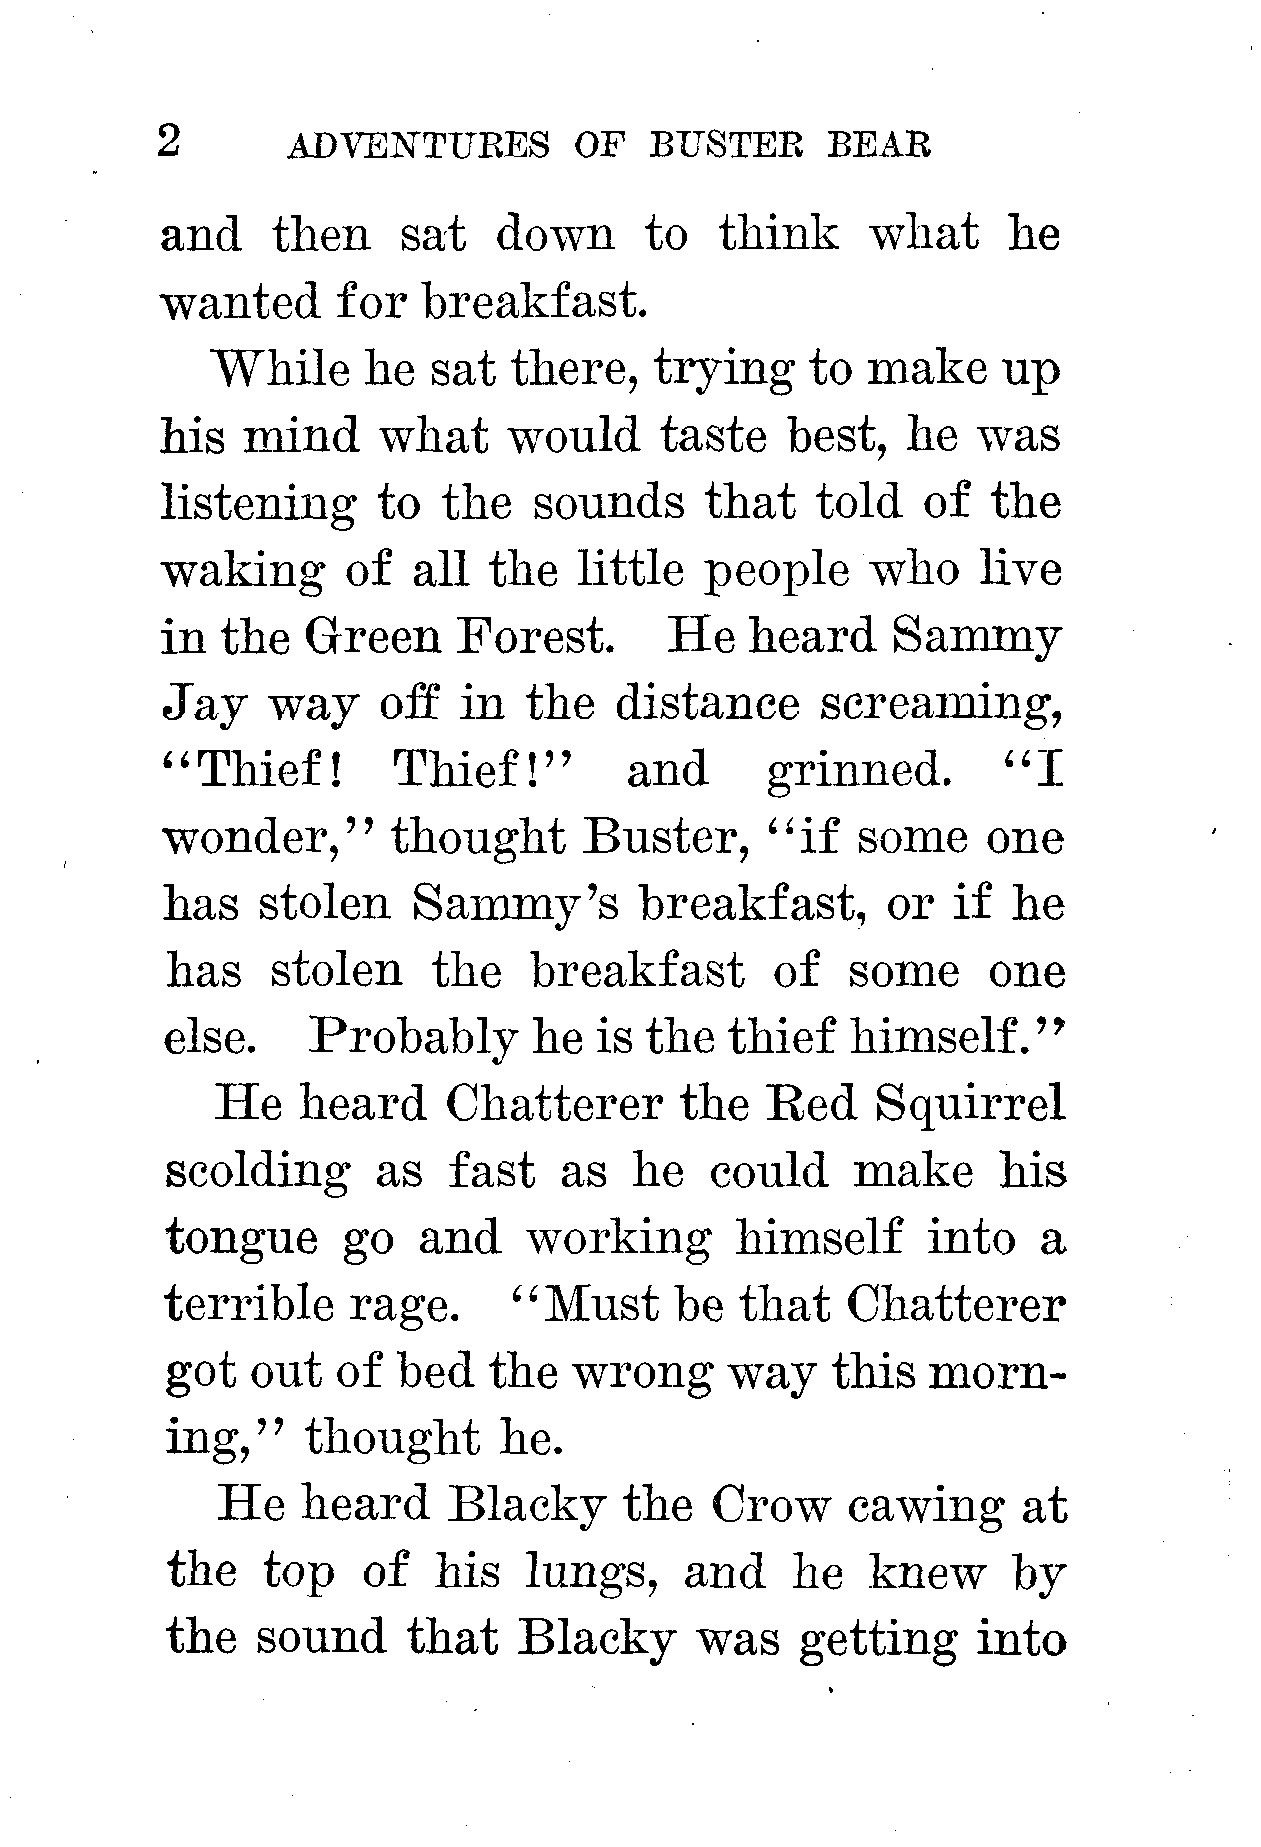 2 ADVENTURES OF BUSTER BEAR
and then sat down to think what he
wanted for breakfast.
While he sat there, trying to make up
his mind what would taste best, he was
listening to the sounds that told of the
waking of all the little people who live
in the Green Forest. He heard Sammy
Jay way off in the distance screaming,
“Thief! Thief!” and grinned. “I
wonder,” thought Buster, “if some one
has stolen Sammy’s breakfast, or if he
has stolen the breakfast of some one
else. Probably he is the thief himself.”
He heard Chatterer the Red Squirrel
scolding as fast as he could make his
tongue go and working himself into a
terrible rage. “Must be that Chatterer
got out of bed the wrong way this morn-
ing,” thought he.
He heard Blacky the Crow cawing at
the top of his lungs, and he knew by
the sound that Blacky was getting into